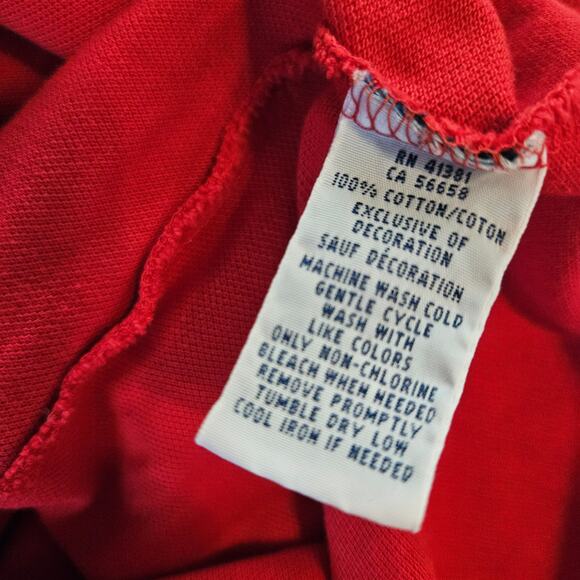 RN 41381
CA 56658
100% COTTON/COTON
EXCLUSIVE OF
DECORATION
SAUF DÉCORATION
MACHINE WASH COLD
GENTLE CYCLE
WASH WITH
LIKE COLORS
ONLY NON-CHLORINE
BLEACH WHEN NEEDED
REMOVE PROMPTLY
TUMBLE DRY LOW
COOL IRON IF NEEDED